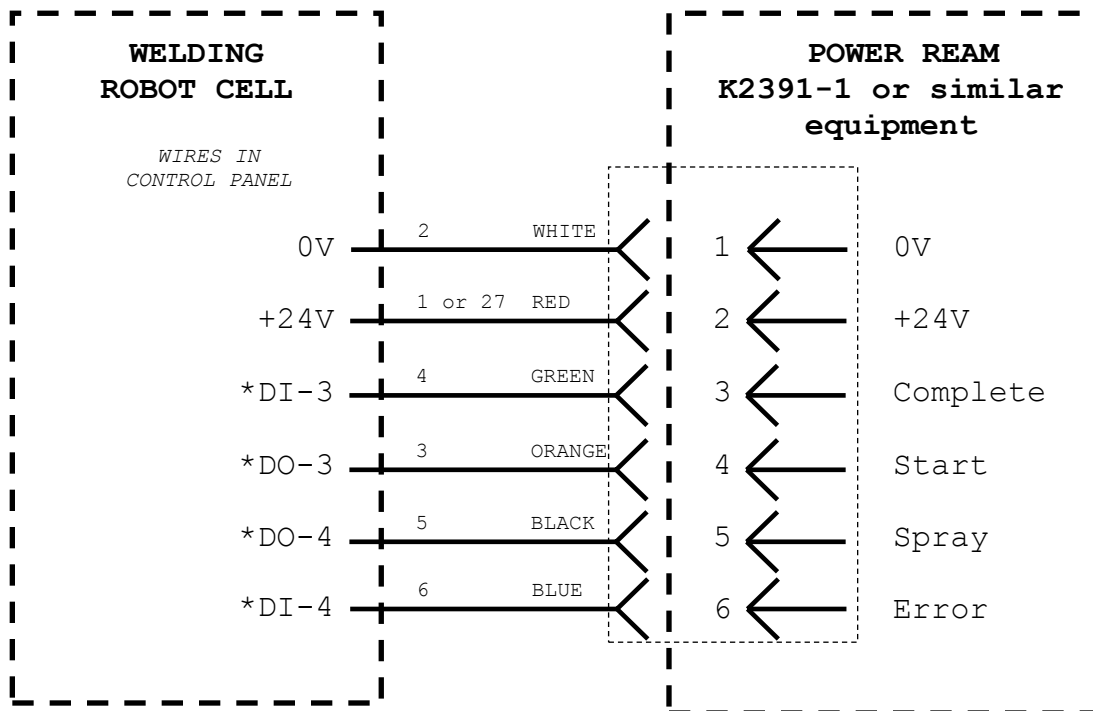 WELDING
ROBOT CELL
POWER REAM
K2391-1 or similar
equipment
WIRES IN
CONTROL PANEL
0V 2 WHITE 1 0V
+24V 1 or 27 RED 2 +24V
*DI-3 4 GREEN 3 Complete
*DO-3 3 ORANGE 4 Start
*DO-4 5 BLACK 5 Spray
*DI-4 6 BLUE 6 Error